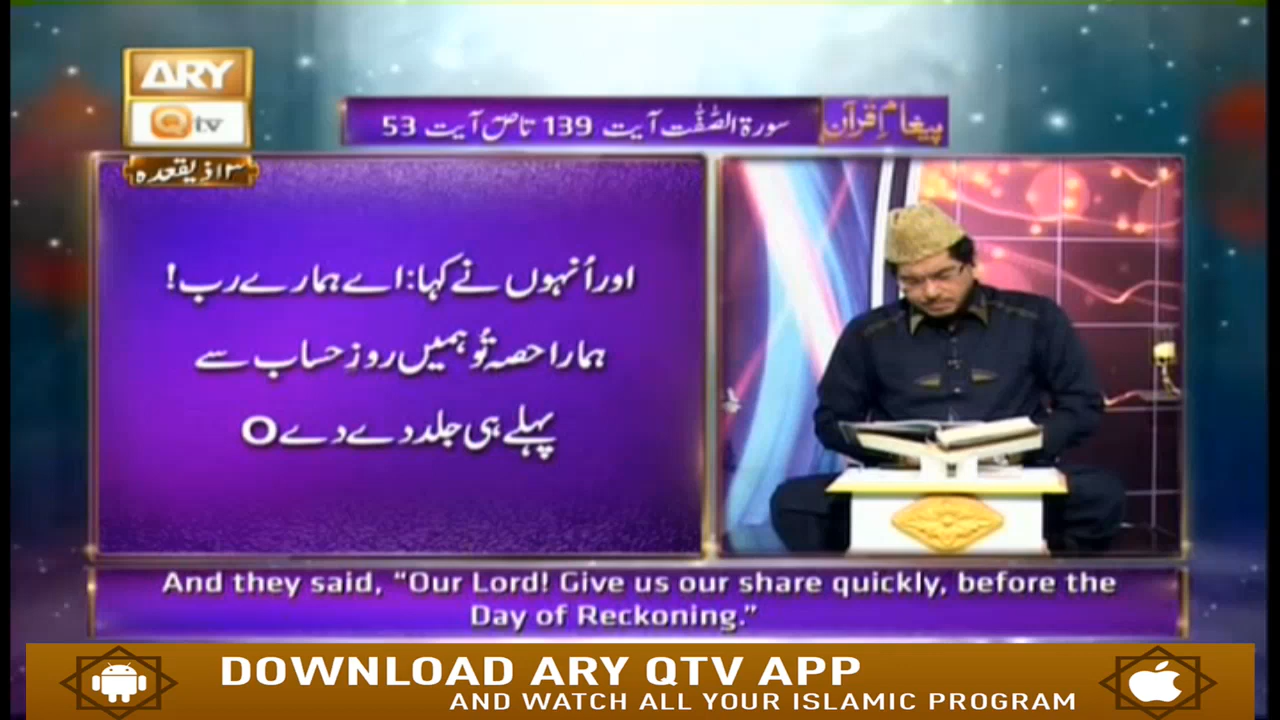 ARY
Qtv
پیغامِ قرآن
سورۃ الصّٰفّٰت آیت 139 تا صٓ آیت 53
۱۳ ذیقعدہ
اور اُنہوں نے کہا: اے ہمارے رب!
ہمارا حصہ تُو ہمیں روزِ حساب سے
پہلے ہی جلد دے دے O
And they said, “Our Lord! Give us our share quickly, before the
Day of Reckoning.”
DOWNLOAD ARY QTV APP
AND WATCH ALL YOUR ISLAMIC PROGRAM